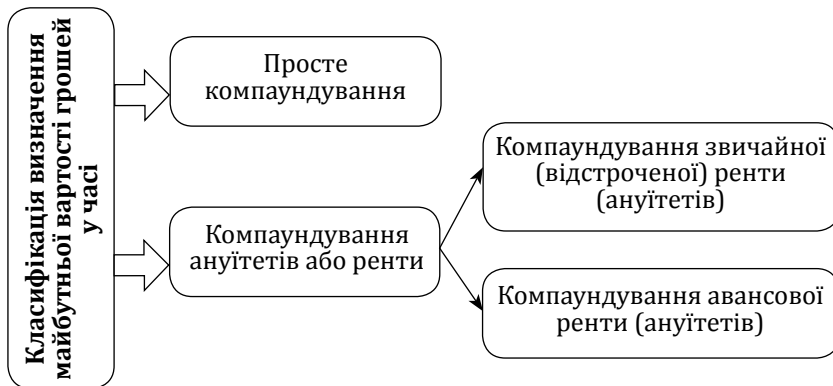 Класифікація визначення
майбутньої вартості грошей
у часі
Просте
компаундування
Компаундування
ануїтетів або ренти
Компаундування звичайної
(відстроченої) ренти
(ануїтетів)
Компаундування авансової
ренти (ануїтетів)